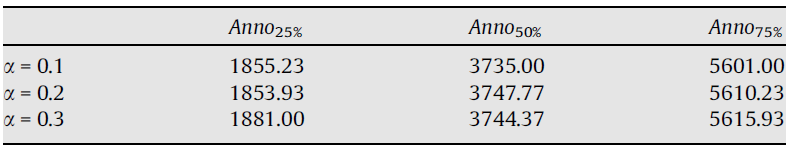 Anno25% Anno50% Anno75%
α = 0.1 1855.23 3735.00 5601.00
α = 0.2 1853.93 3747.77 5610.23
α = 0.3 1881.00 3744.37 5615.93